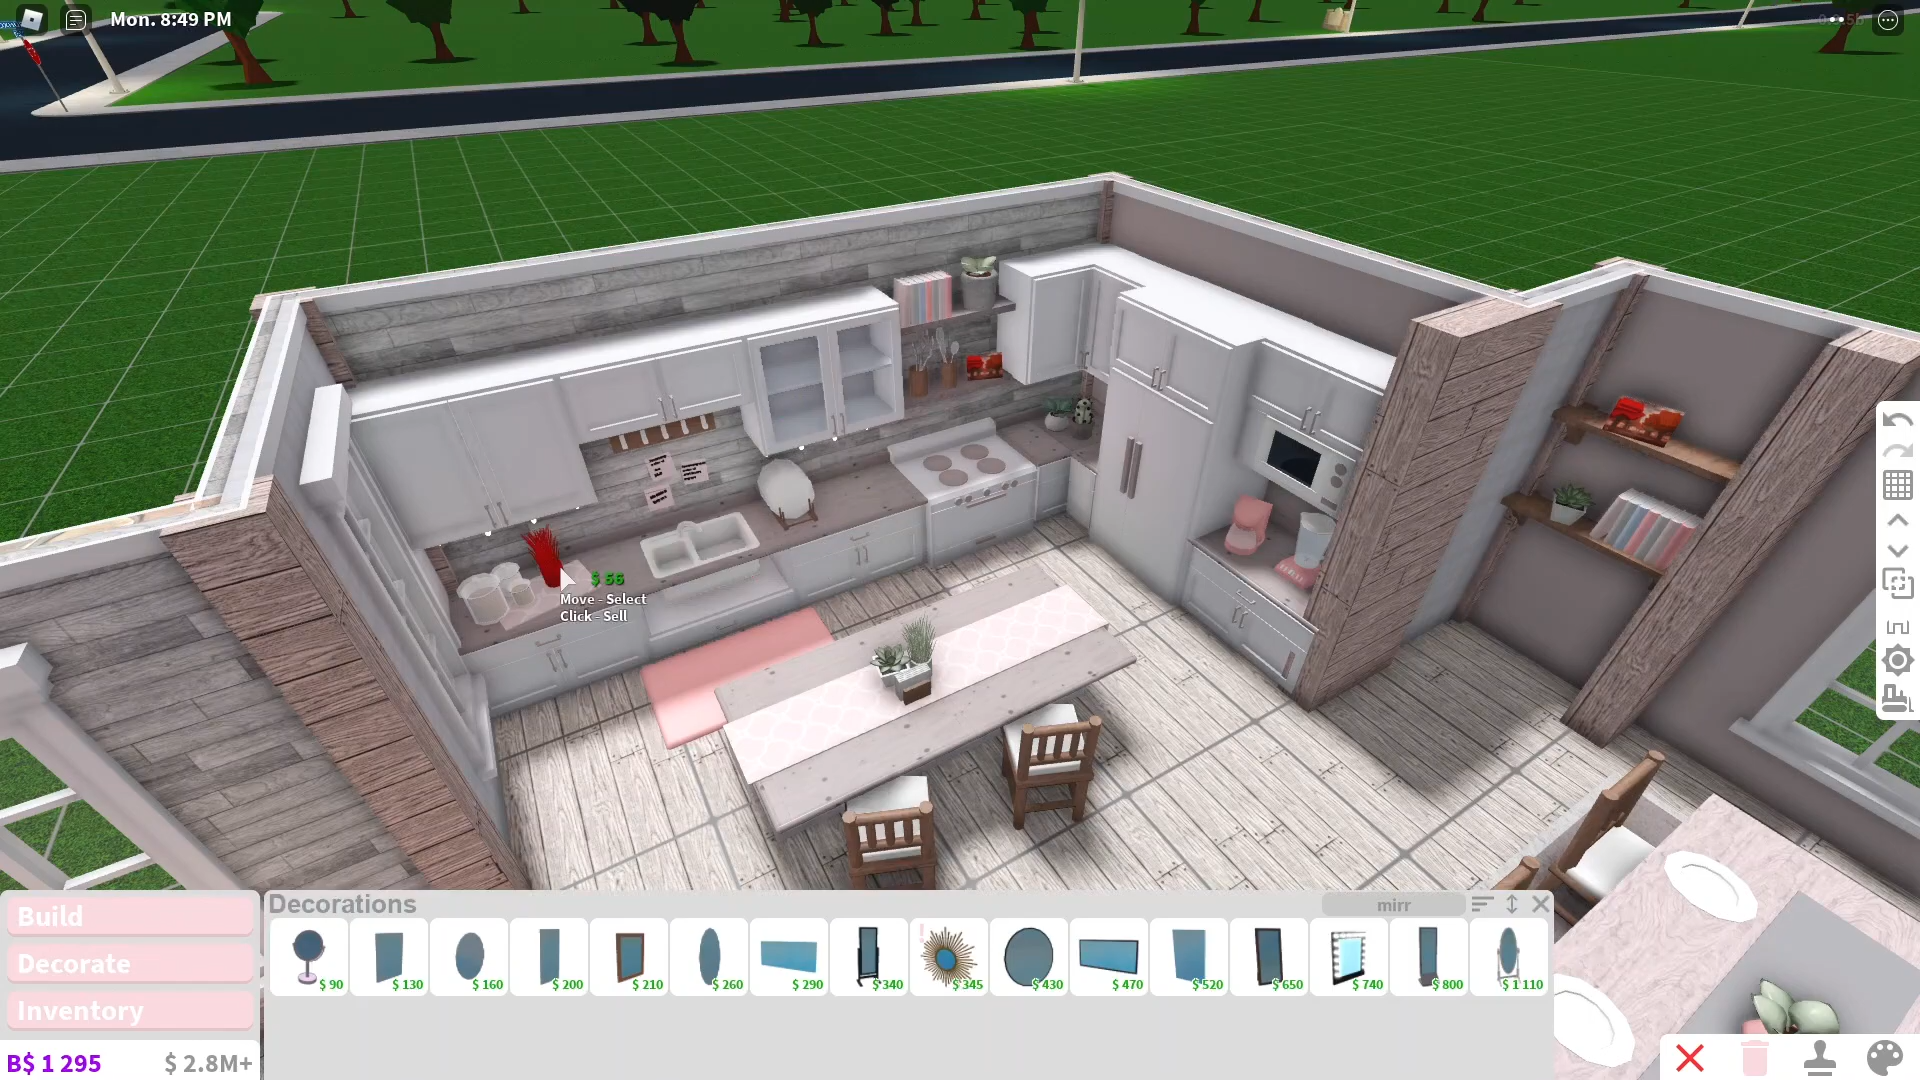 Mon. 8:49 PM
$ 56
Move - Select
Click - Sell
Build
Decorate
Inventory
B$ 1 295
$ 2.8M+
Decorations
mirr
$ 90
$ 130
$ 160
$ 200
$ 210
$ 260
$ 290
$ 340
$ 345
$ 430
$ 470
$ 520
$ 650
$ 740
$ 800
$ 1 110